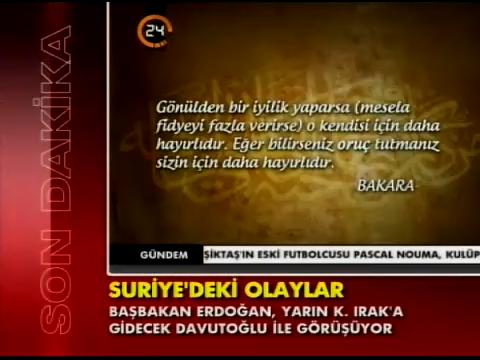 24
SON DAKİKA
Gönülden bir iyilik yaparsa (mesela
fidyeyi fazla verirse) o kendisi için daha
hayırlıdır. Eğer bilirseniz oruç tutmanız
sizin için daha hayırlıdır.
BAKARA
GÜNDEM
ŞİKTAŞ'IN ESKİ FUTBOLCUSU PASCAL NOUMA, KULÜP
SURİYE'DEKİ OLAYLAR
BAŞBAKAN ERDOĞAN, YARIN K. IRAK'A
GİDECEK DAVUTOĞLU İLE GÖRÜŞÜYOR